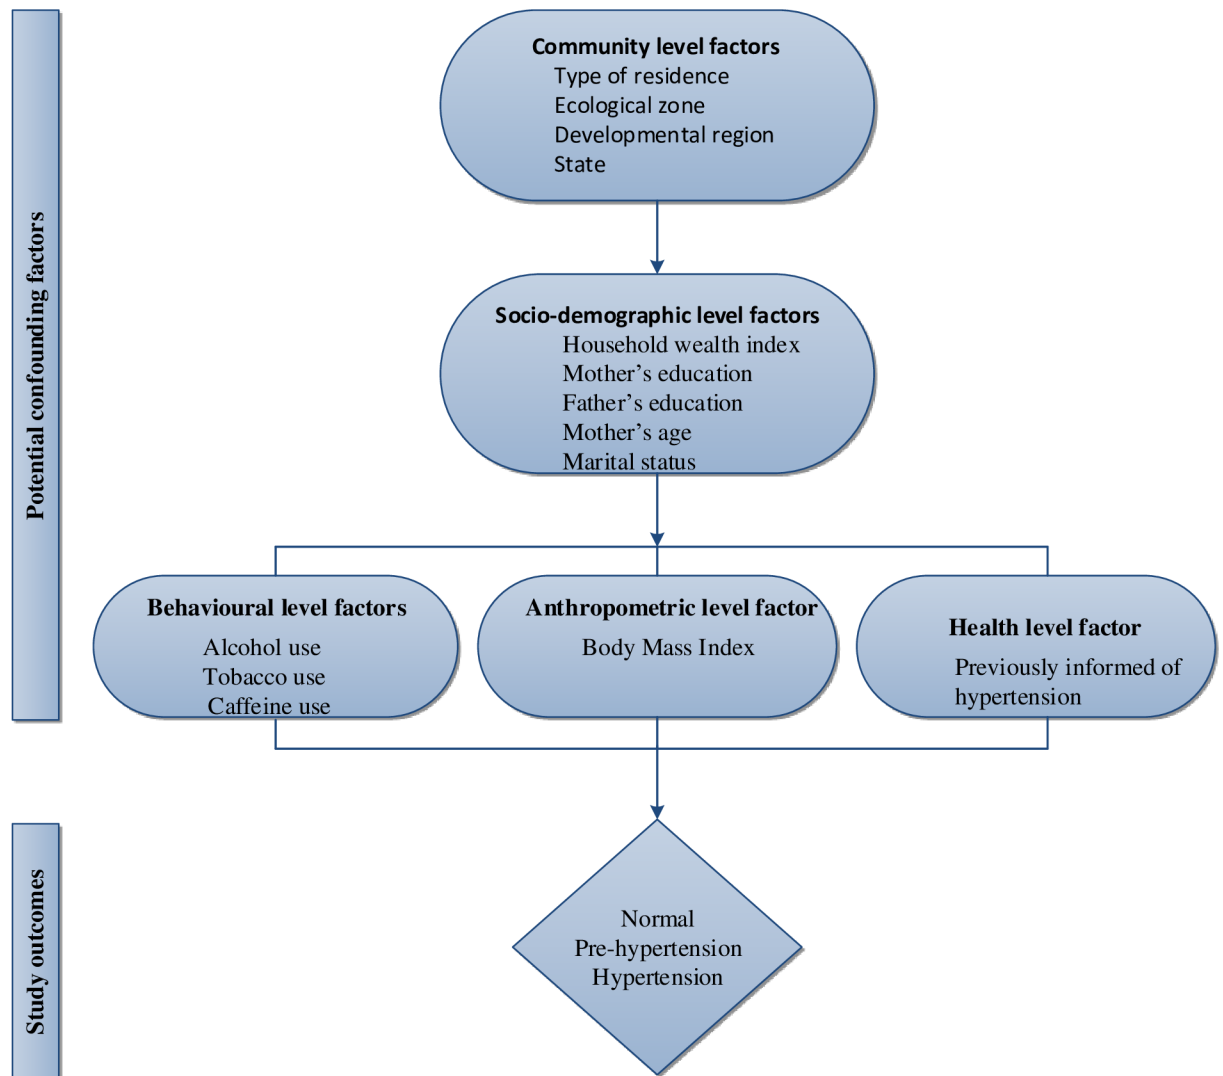 Potential confounding factors
Community level factors
Type of residence
Ecological zone
Developmental region
State
Socio-demographic level factors
Household wealth index
Mother’s education
Father’s education
Mother’s age
Marital status
Behavioural level factors
Alcohol use
Tobacco use
Caffeine use
Anthropometric level factor
Body Mass Index
Health level factor
Previously informed of
hypertension
Study outcomes
Normal
Pre-hypertension
Hypertension